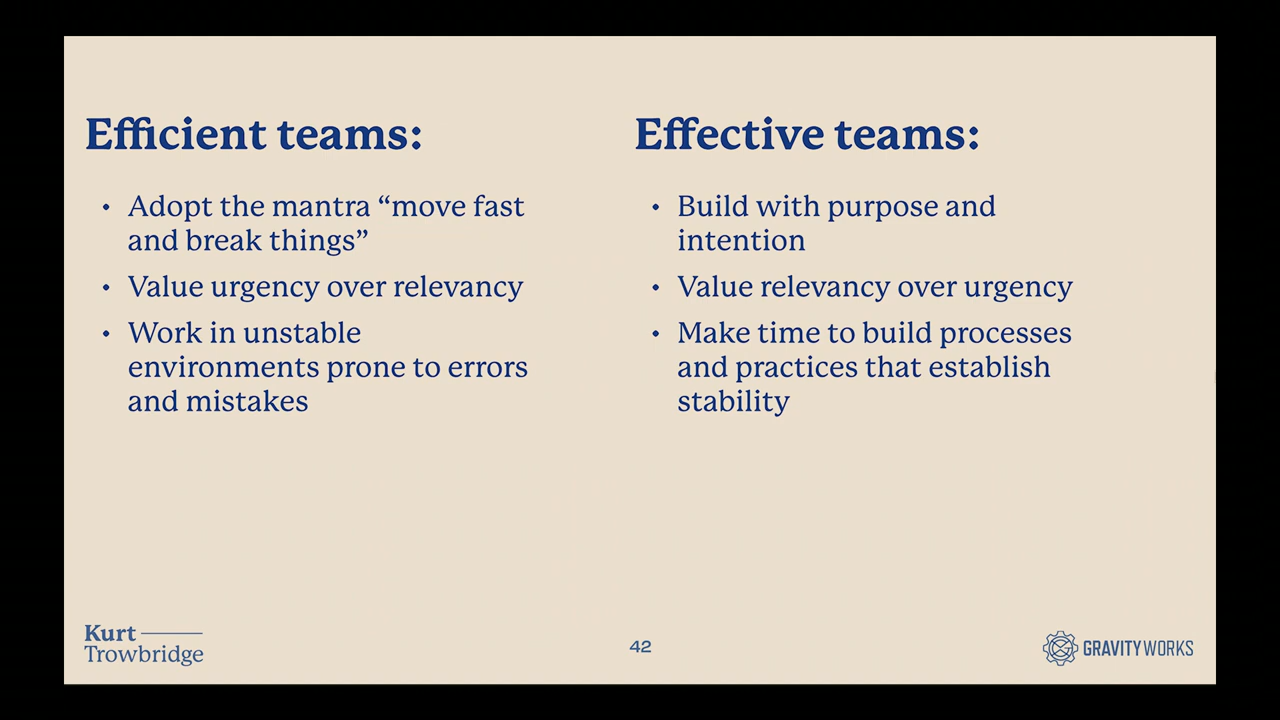 Efficient teams:
• Adopt the mantra “move fast
and break things”
• Value urgency over relevancy
• Work in unstable
environments prone to errors
and mistakes
Effective teams:
• Build with purpose and
intention
• Value relevancy over urgency
• Make time to build processes
and practices that establish
stability
Kurt
Trowbridge
42
GRAVITYWORKS